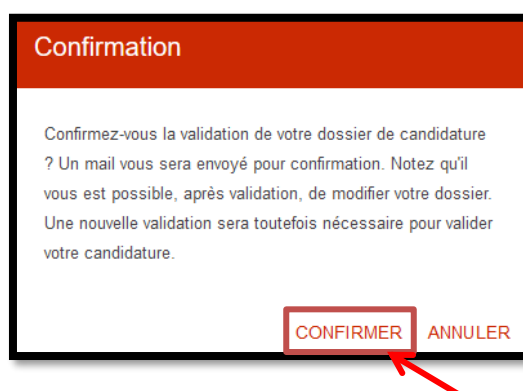 Confirmation
Confirmez-vous la validation de votre dossier de candidature
? Un mail vous sera envoyé pour confirmation. Notez qu'il
vous est possible, après validation, de modifier votre dossier.
Une nouvelle validation sera toutefois nécessaire pour valider
votre candidature.
CONFIRMER ANNULER